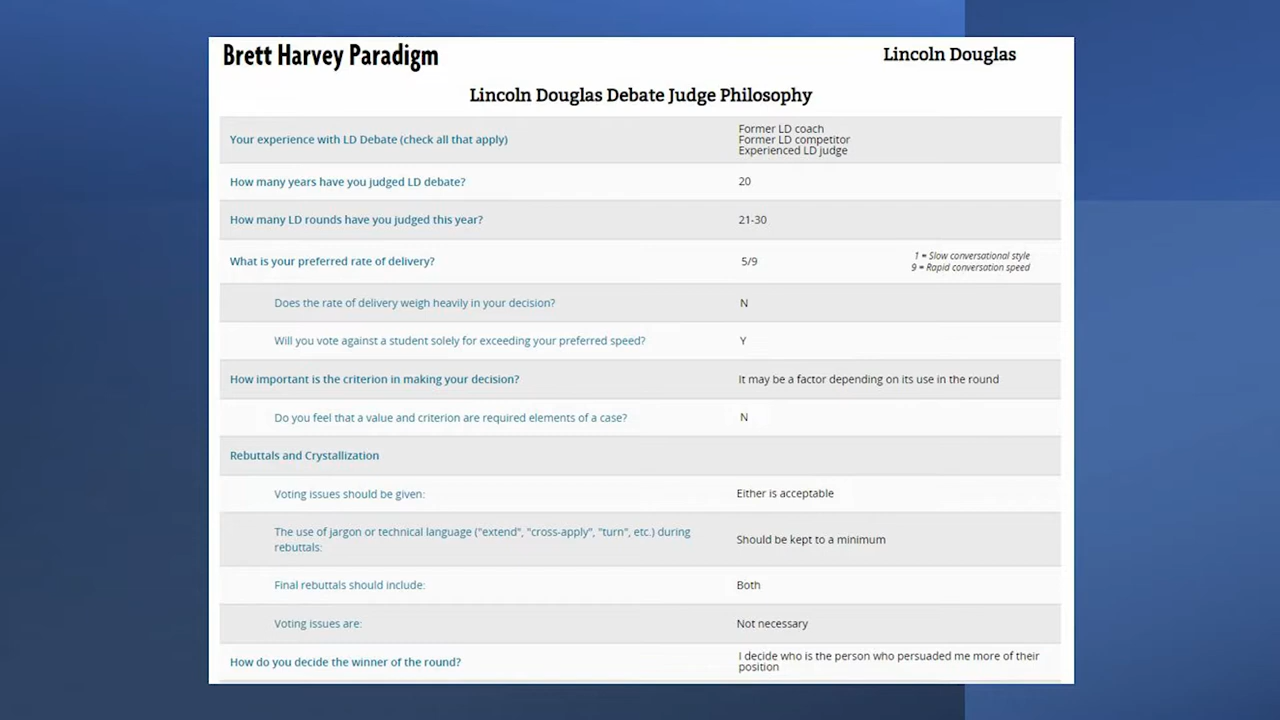 Brett Harvey Paradigm
Lincoln Douglas
Lincoln Douglas Debate Judge Philosophy
Your experience with LD Debate (check all that apply)
Former LD coach
Former LD competitor
Experienced LD judge
How many years have you judged LD debate?
20
How many LD rounds have you judged this year?
21-30
What is your preferred rate of delivery?
5/9
1 = Slow conversational style
9 = Rapid conversation speed
Does the rate of delivery weigh heavily in your decision?
N
Will you vote against a student solely for exceeding your preferred speed?
Y
How important is the criterion in making your decision?
It may be a factor depending on its use in the round
Do you feel that a value and criterion are required elements of a case?
N
Rebuttals and Crystallization
Voting issues should be given:
Either is acceptable
The use of jargon or technical language ("extend", "cross-apply", "turn", etc.) during
rebuttals:
Should be kept to a minimum
Final rebuttals should include:
Both
Voting issues are:
Not necessary
How do you decide the winner of the round?
I decide who is the person who persuaded me more of their
position